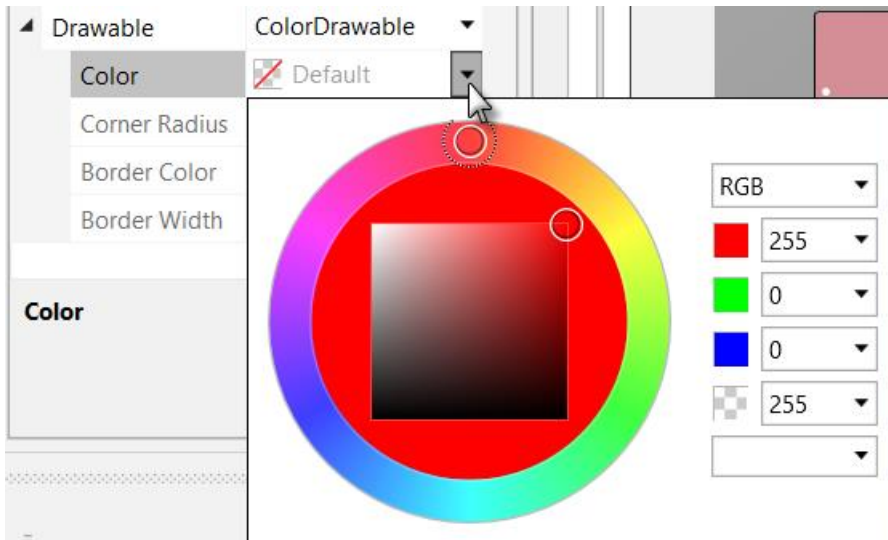 Drawable ColorDrawable
Color Default
Corner Radius
Border Color
Border Width
Color
RGB
255
0
0
255